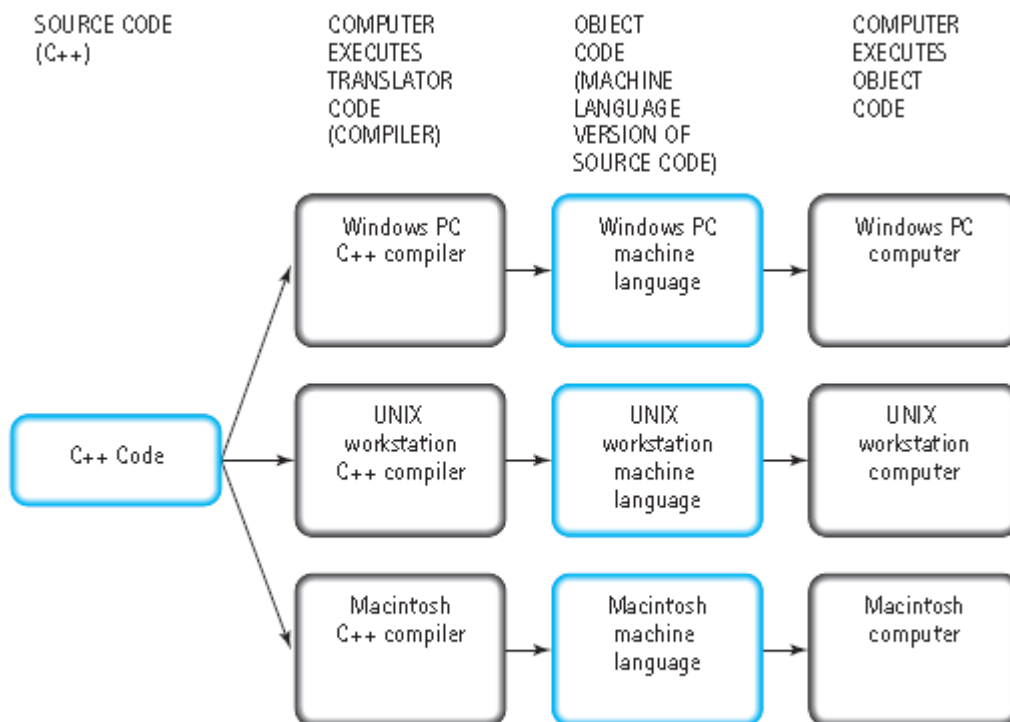 SOURCE CODE
(C++)
COMPUTER
EXECUTES
TRANSLATOR
CODE
(COMPILER)
OBJECT
CODE
(MACHINE
LANGUAGE
VERSION OF
SOURCE CODE)
COMPUTER
EXECUTES
OBJECT
CODE
Windows PC
C++ compiler
Windows PC
machine
language
Windows PC
computer
C++ Code
UNIX
workstation
C++ compiler
UNIX
workstation
machine
language
UNIX
workstation
computer
Macintosh
C++ compiler
Macintosh
machine
language
Macintosh
computer